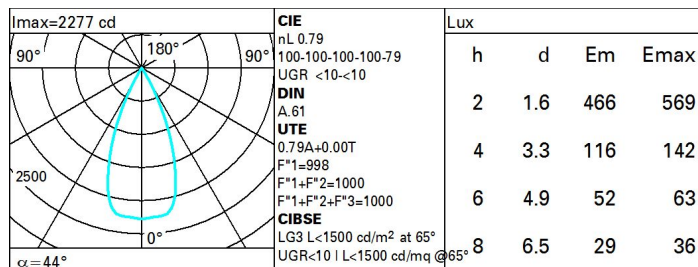 Imax=2277 cd
90° 180° 90°
2500
0°
α=44°
CIE
nL 0.79
100-100-100-100-79
UGR <10-<10
DIN
A.61
UTE
0.79A+0.00T
F"1=998
F"1+F"2=1000
F"1+F"2+F"3=1000
CIBSE
LG3 L<1500 cd/m² at 65°
UGR<10 | L<1500 cd/mq @65°
Lux
h d Em Emax
2 1.6 466 569
4 3.3 116 142
6 4.9 52 63
8 6.5 29 36